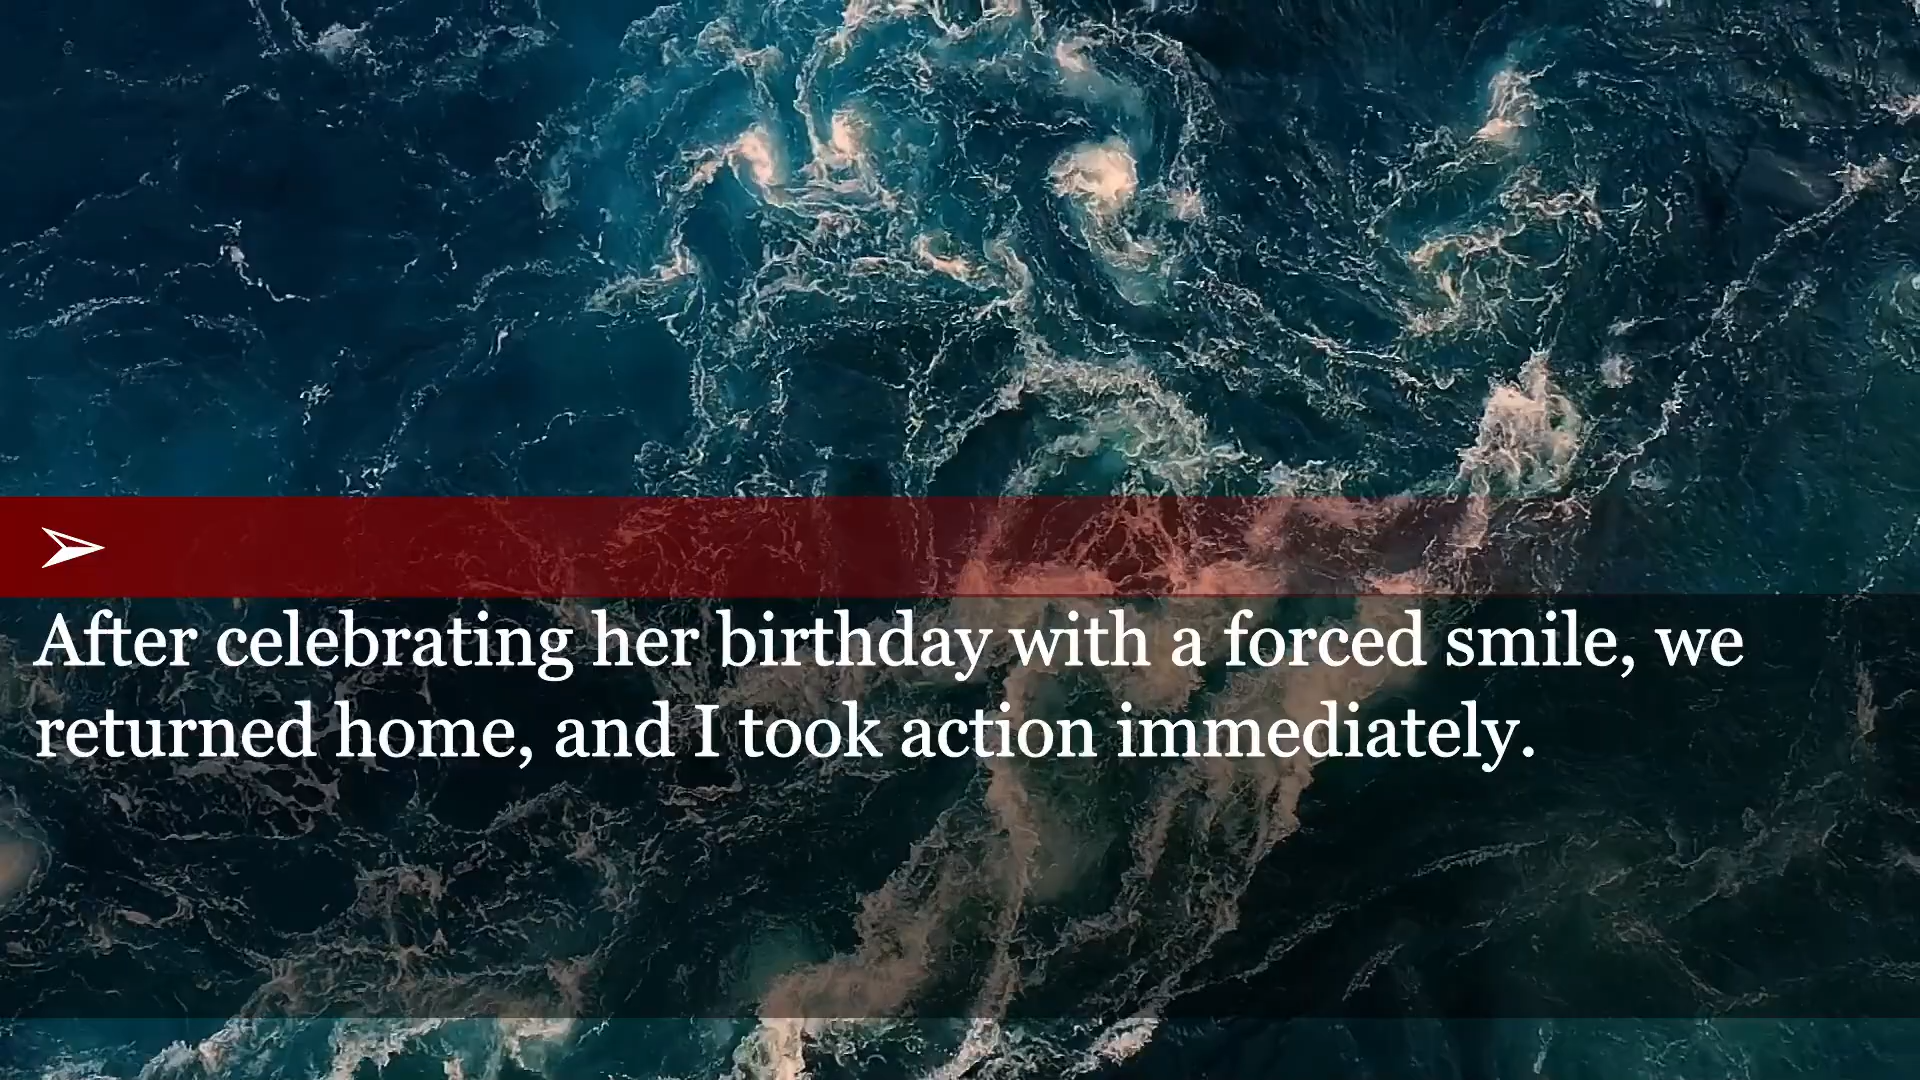 After celebrating her birthday with a forced smile, we
returned home, and I took action immediately.